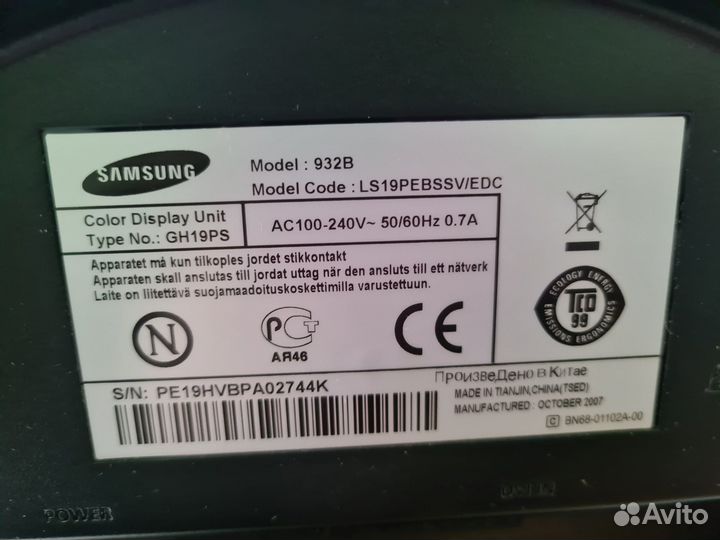 SAMSUNG
Model : 932B
Model Code : LS19PEBSSV/EDC
Color Display Unit
Type No.: GH19PS
AC100-240V~ 50/60Hz 0.7A
Apparatet må kun tilkoples jordet stikkontakt
Apparaten skall anslutas till jordat uttag när den ansluts till ett nätverk
Laite on liitettävä suojamaadoituskoskettimilla varustettuun.
ECOLOGY ENERGY
TCO
99
EMISSIONS ERGONOMICS
N
РСТ
АЯ46
CE
S/N: PE19HVBPA02744K
ПроизвеДено в Китае
MADE IN TIANJIN,CHINA(TSED)
MANUFACTURED : OCTOBER 2007
C BN68-01102A-00
POWER
Avito